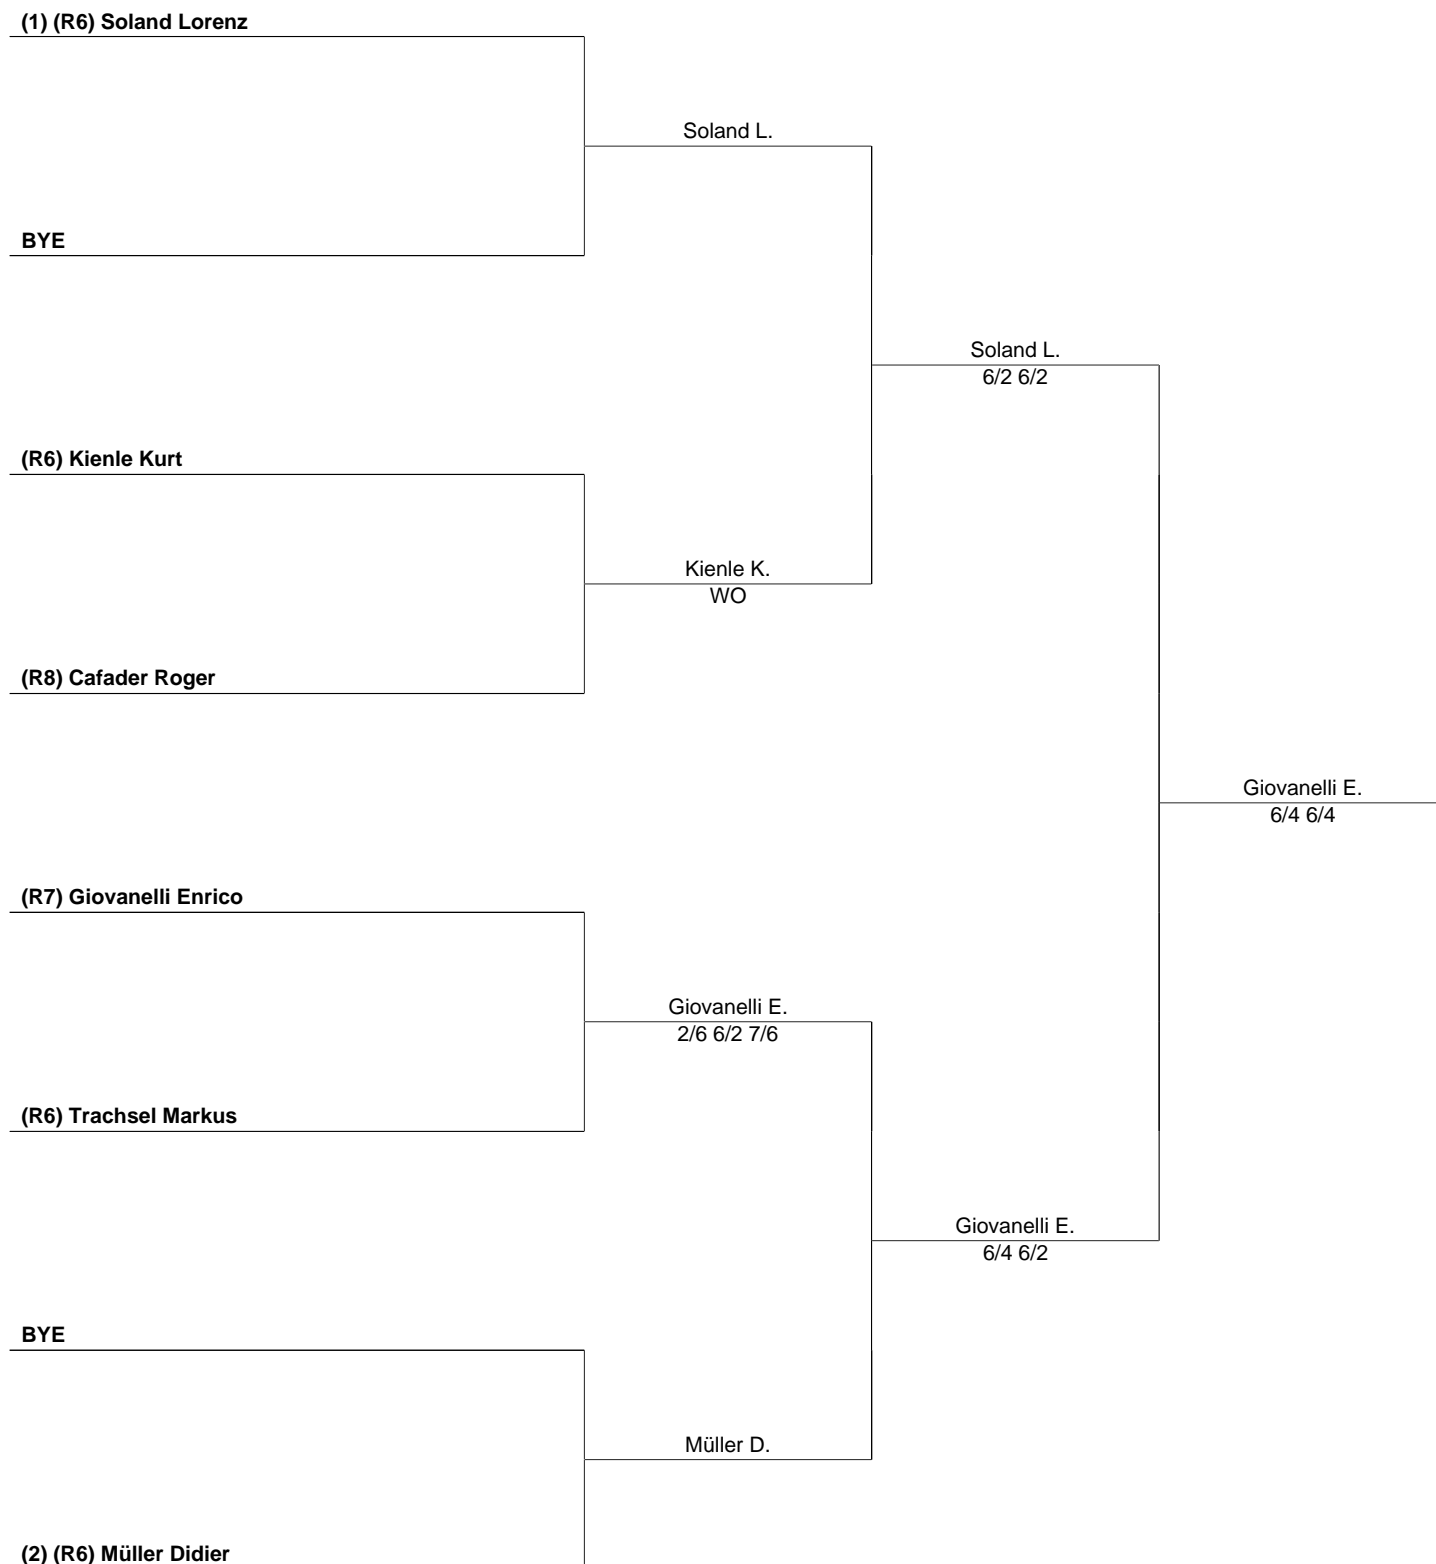 (1) (R6) Soland Lorenz
Soland L.
BYE
Soland L.
6/2 6/2
(R6) Kienle Kurt
Kienle K.
WO
(R8) Cafader Roger
Giovanelli E.
6/4 6/4
(R7) Giovanelli Enrico
Giovanelli E.
2/6 6/2 7/6
(R6) Trachsel Markus
Giovanelli E.
6/4 6/2
BYE
Müller D.
(2) (R6) Müller Didier